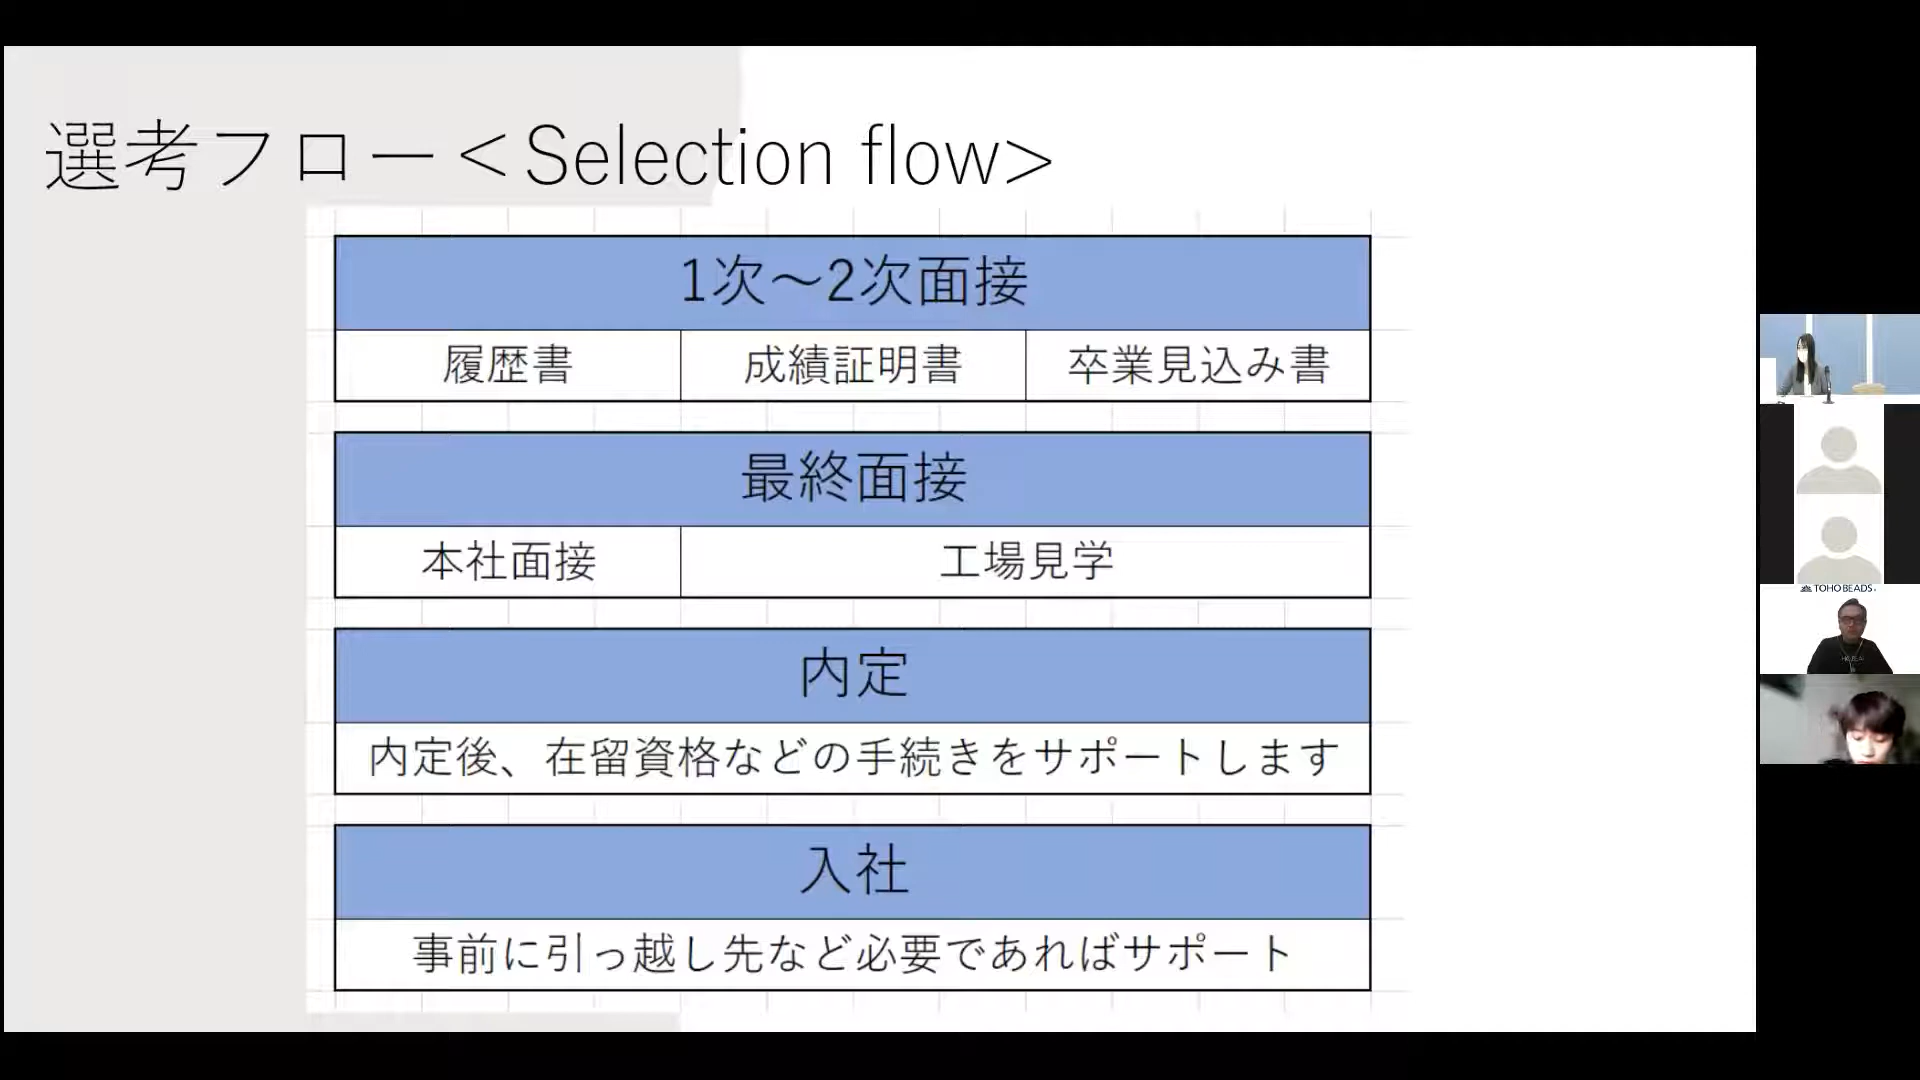 選考フロー＜Selection flow>
1次～2次面接
履歴書 成績証明書 卒業見込み書
最終面接
本社面接 工場見学
内定
内定後、在留資格などの手続きをサポートします
入社
事前に引っ越し先など必要であればサポート
TOHO BEADS